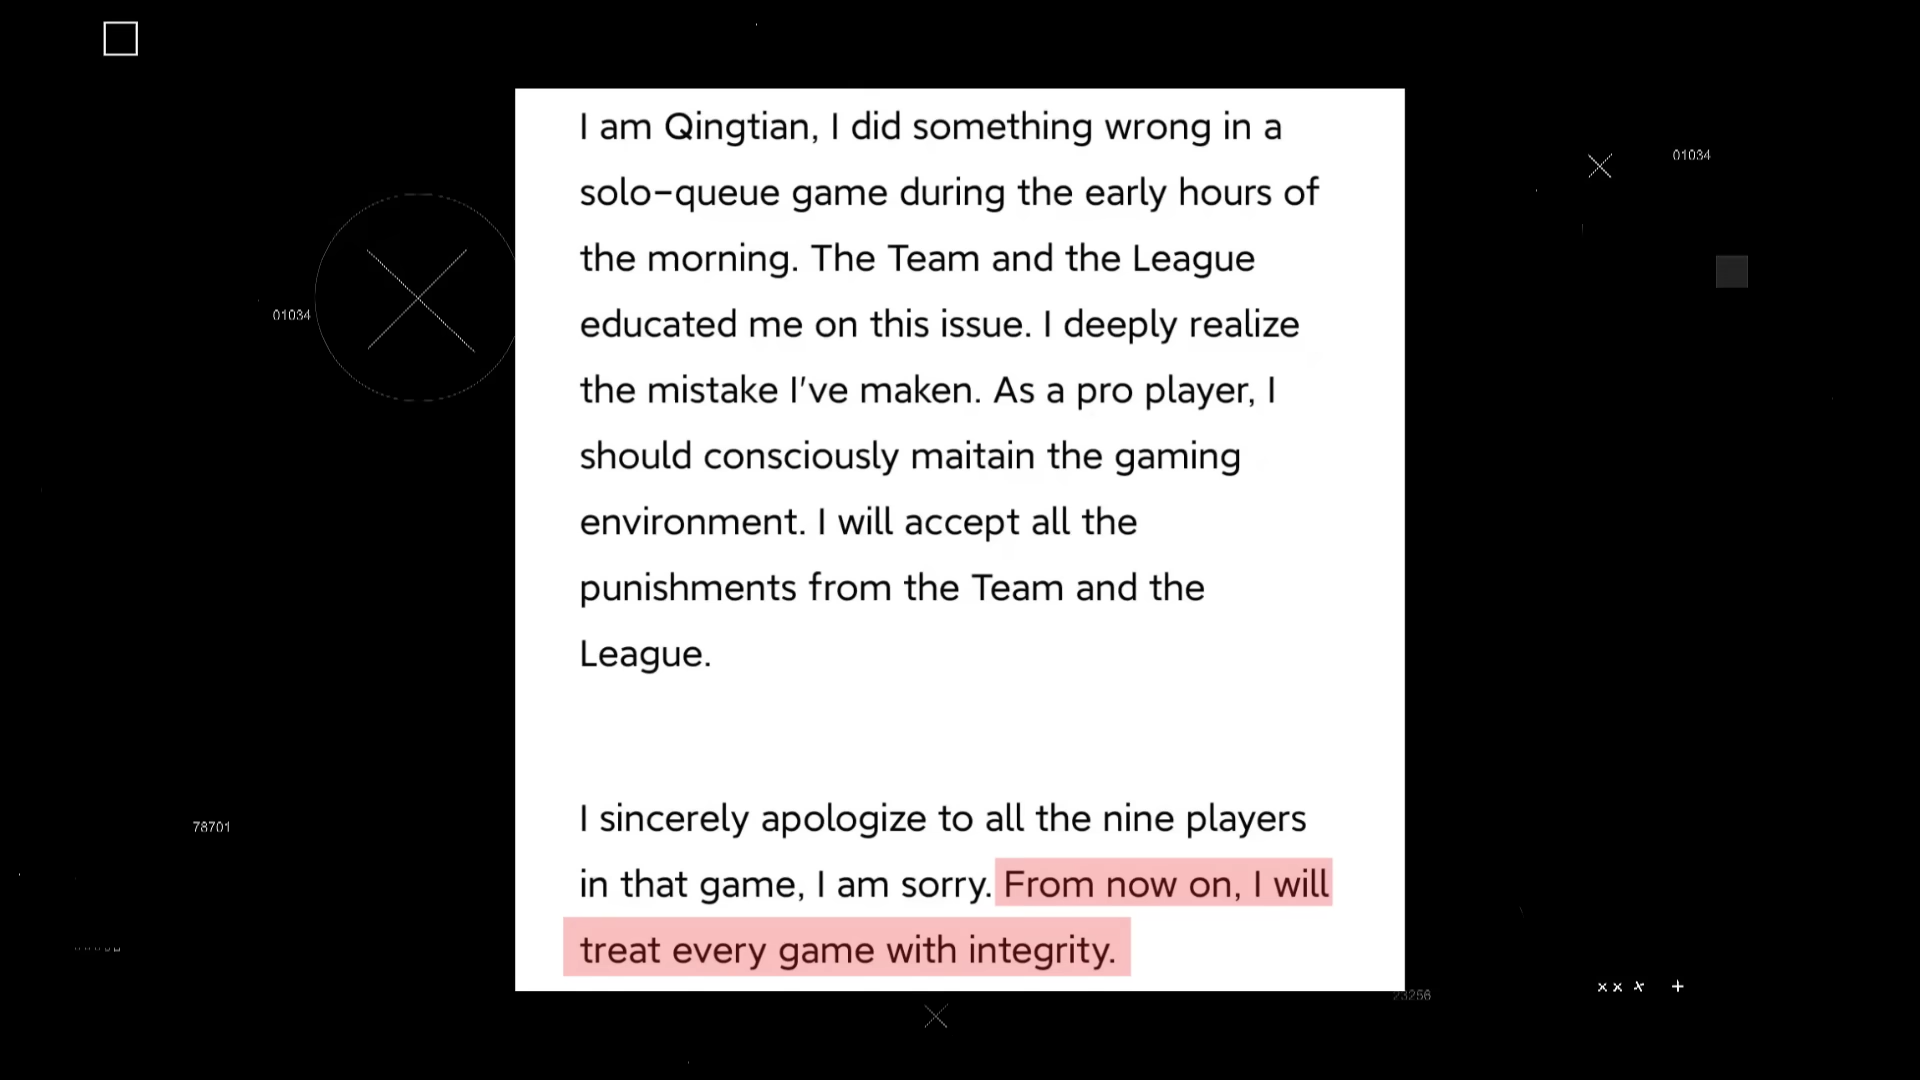 I am Qingtian, I did something wrong in a
solo-queue game during the early hours of
the morning. The Team and the League
educated me on this issue. I deeply realize
the mistake I've maken. As a pro player, I
should consciously maitain the gaming
environment. I will accept all the
punishments from the Team and the
League.
I sincerely apologize to all the nine players
in that game, I am sorry. From now on, I will
treat every game with integrity.
01034
01034
78701
23256